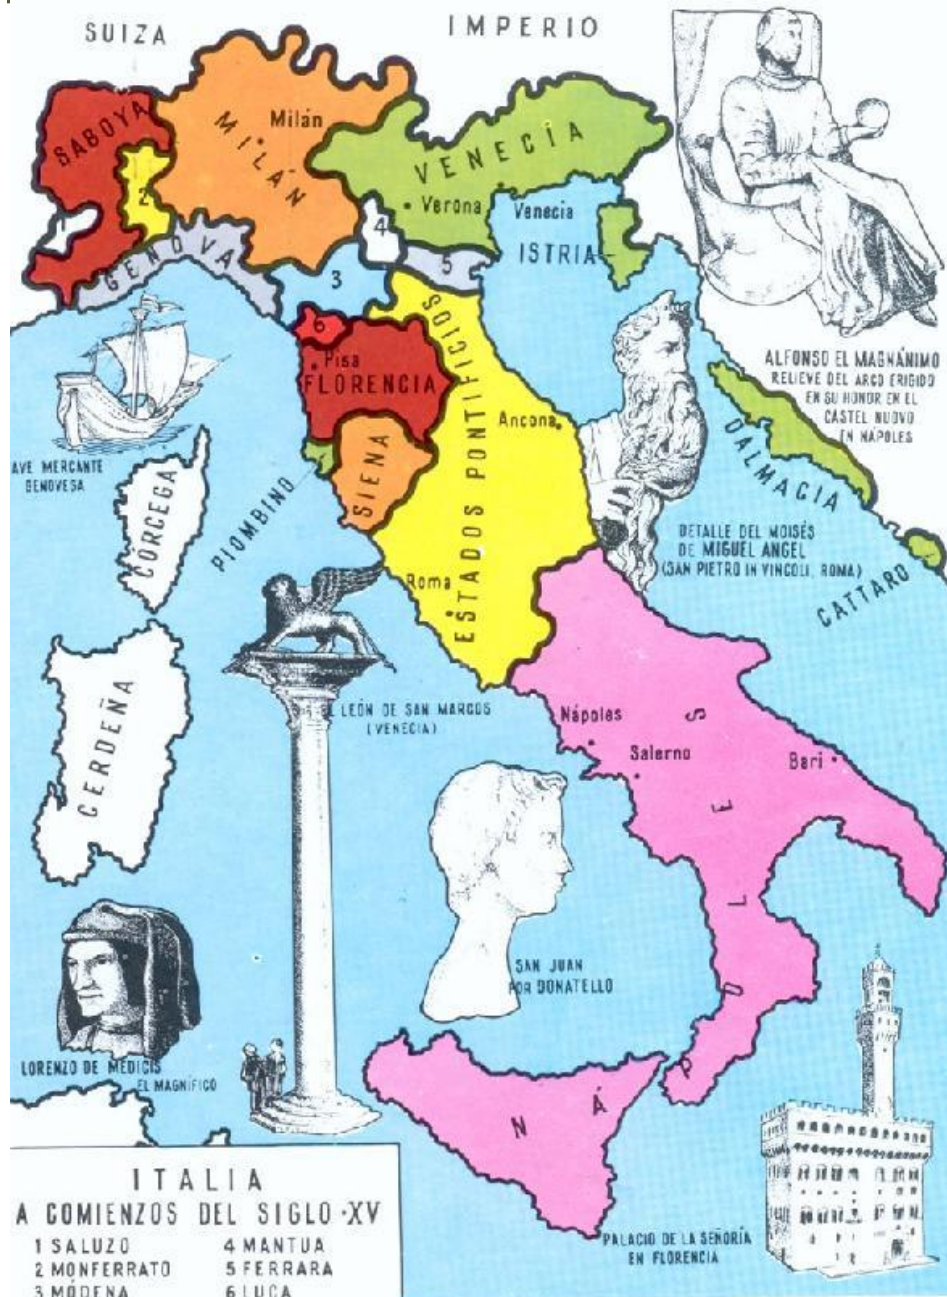 SUIZA
IMPERIO
SABOYA
MILÁN
Milán
VENECÍA
Verona
Venecia
ISTRIA
1
2
GENOVA
3
4
5
6
Pisa
FLORENCIA
SIENA
PIOMBINO
ESTADOS PONTIFICIOS
Ancona
Roma
ALFONSO EL MAGNÁNIMO
RELIEVE DEL ARCO ERIGIDO
EN SU HONOR EN EL
CASTEL NUOVO
EN NÁPOLES
AVE MERCANTE
GENOVESA
CÓRCEGA
DALMACIA
DETALLE DEL MOISÉS
DE MIGUEL ANGEL
(SAN PIETRO IN VINCOLI, ROMA)
CATTARO
CERDEÑA
EL LEÓN DE SAN MARCOS
(VENECIA)
Nápoles
Salerno
Bari
NÁPOLES
SAN JUAN
POR DONATELLO
LORENZO DE MEDICIS
EL MAGNÍFICO
PALACIO DE LA SEÑORÍA
EN FLORENCIA
ITALIA
A COMIENZOS DEL SIGLO·XV
1 SALUZO
2 MONFERRATO
3 MÓDENA
4 MANTUA
5 FERRARA
6 LUCA